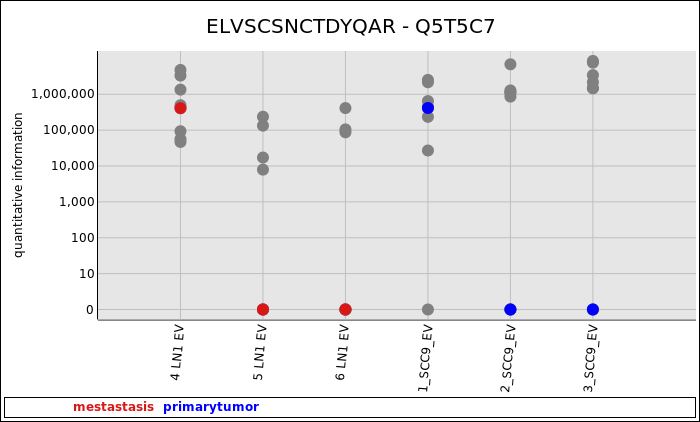 ELVSCSNCTDYQAR - Q5T5C7
quantitative information
1,000,000
100,000
10,000
1,000
100
10
0
4 LN1 EV
5 LN1 EV
6 LN1 EV
1_SCC9_EV
2_SCC9_EV
3_SCC9_EV
mestastasis primarytumor